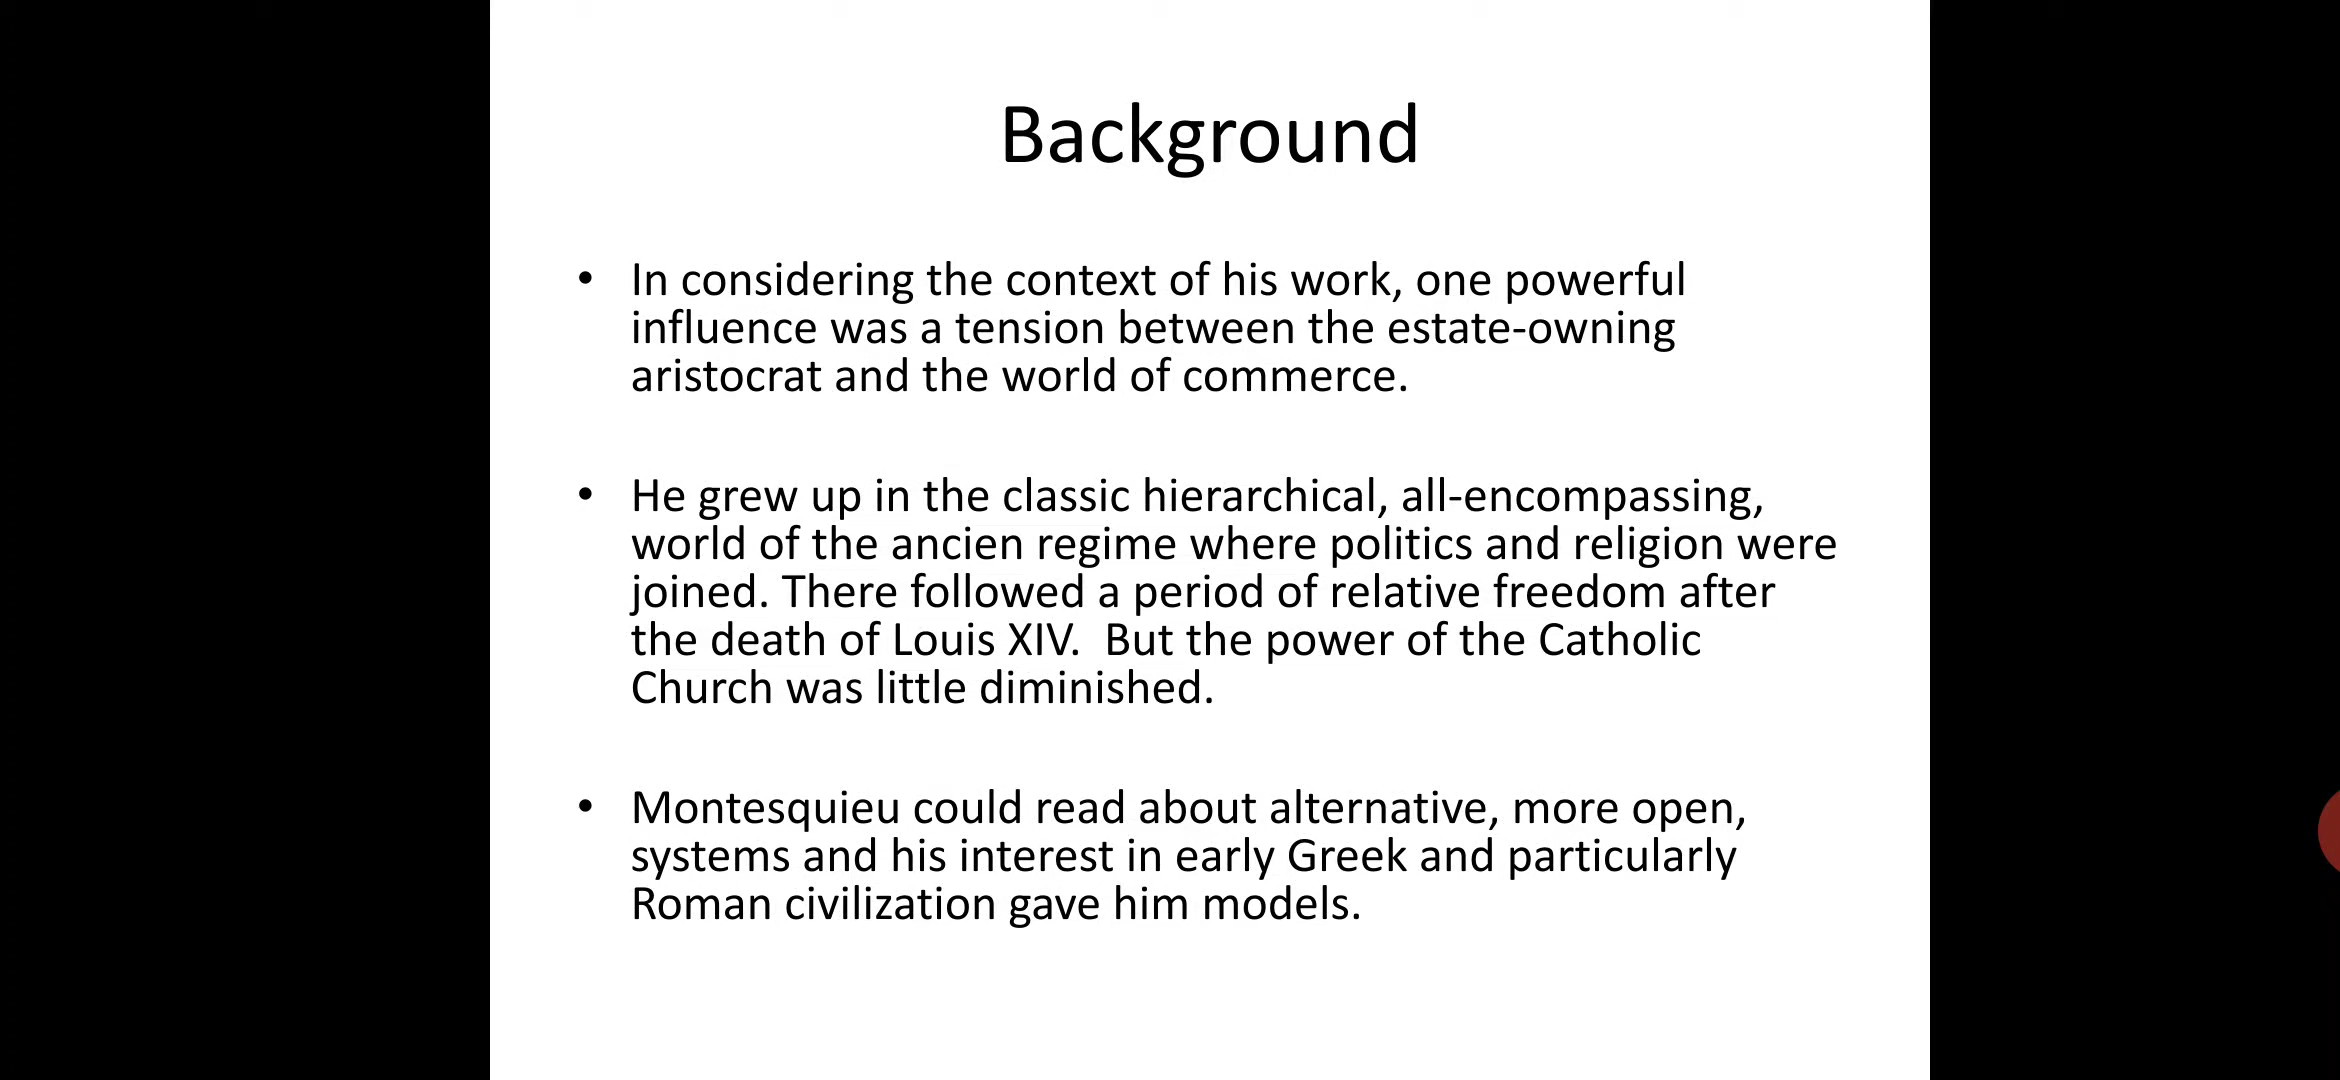 Background
• In considering the context of his work, one powerful
influence was a tension between the estate-owning
aristocrat and the world of commerce.
• He grew up in the classic hierarchical, all-encompassing,
world of the ancien regime where politics and religion were
joined. There followed a period of relative freedom after
the death of Louis XIV.  But the power of the Catholic
Church was little diminished.
• Montesquieu could read about alternative, more open,
systems and his interest in early Greek and particularly
Roman civilization gave him models.